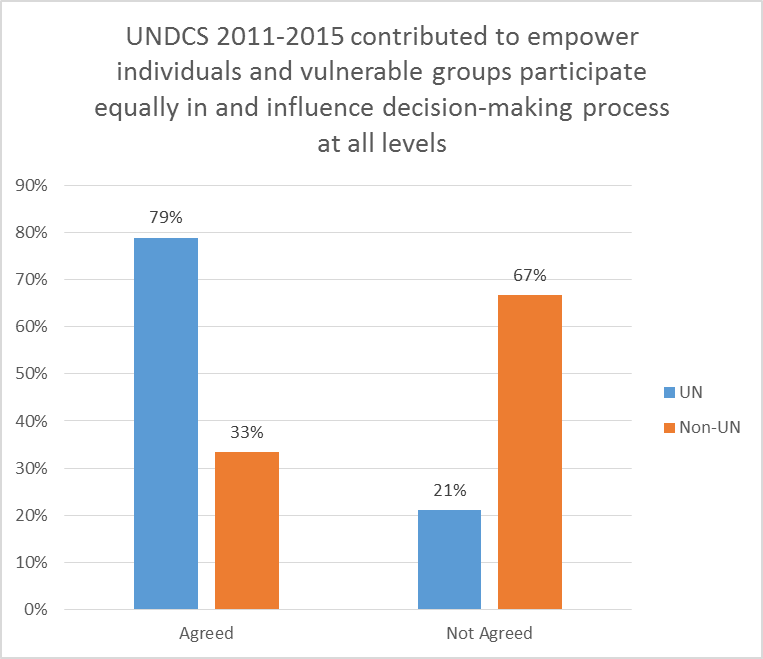 UNDCS 2011-2015 contributed to empower
individuals and vulnerable groups participate
equally in and influence decision-making process
at all levels
90%
80%
70%
60%
50%
40%
30%
20%
10%
0%
79%
33%
21%
67%
Agreed
Not Agreed
UN
Non-UN